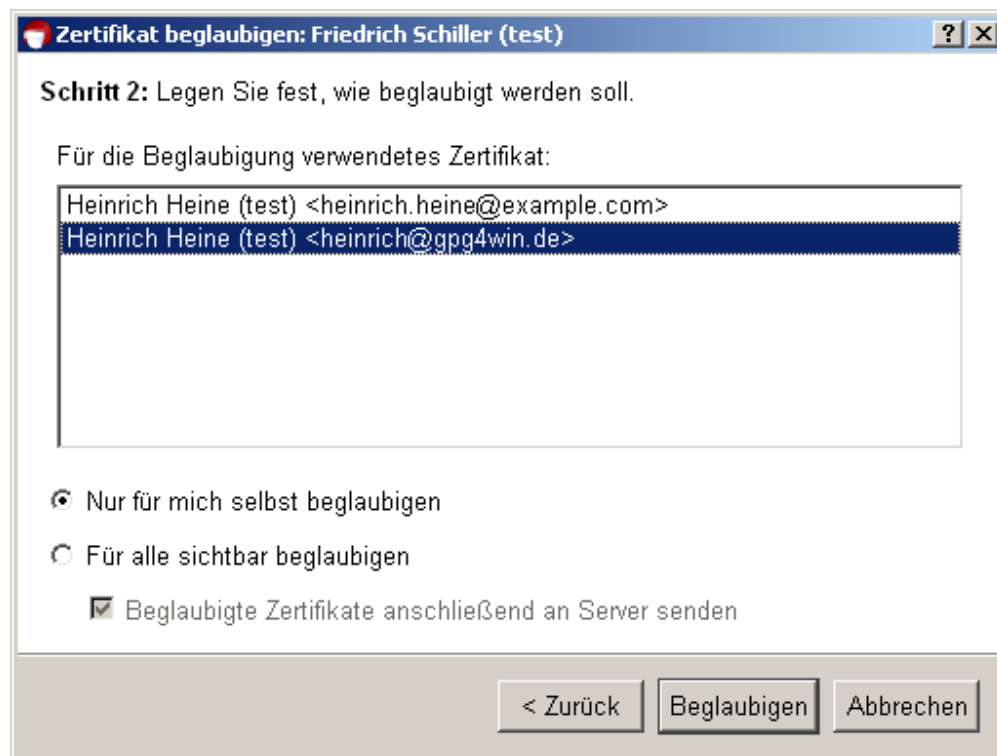 Zertifikat beglaubigen: Friedrich Schiller (test)
Schritt 2: Legen Sie fest, wie beglaubigt werden soll.
Für die Beglaubigung verwendetes Zertifikat:
Heinrich Heine (test) <heinrich.heine@example.com>
Heinrich Heine (test) <heinrich@gpg4win.de>
Nur für mich selbst beglaubigen
Für alle sichtbar beglaubigen
Beglaubigte Zertifikate anschließend an Server senden
< Zurück Beglaubigen Abbrechen